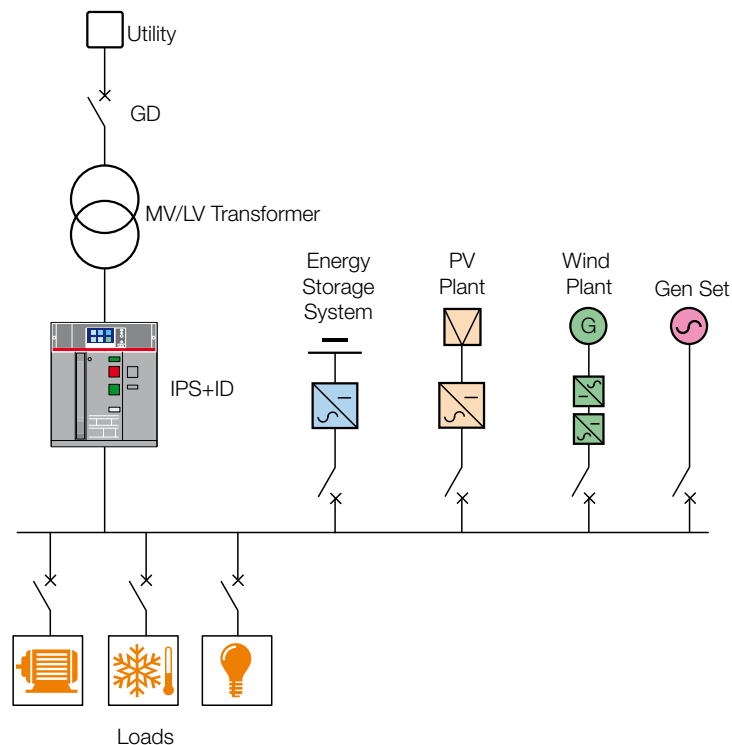 Utility
GD
MV/LV Transformer
Energy
Storage
System
PV
Plant
Wind
Plant
Gen Set
G
IPS+ID
Loads